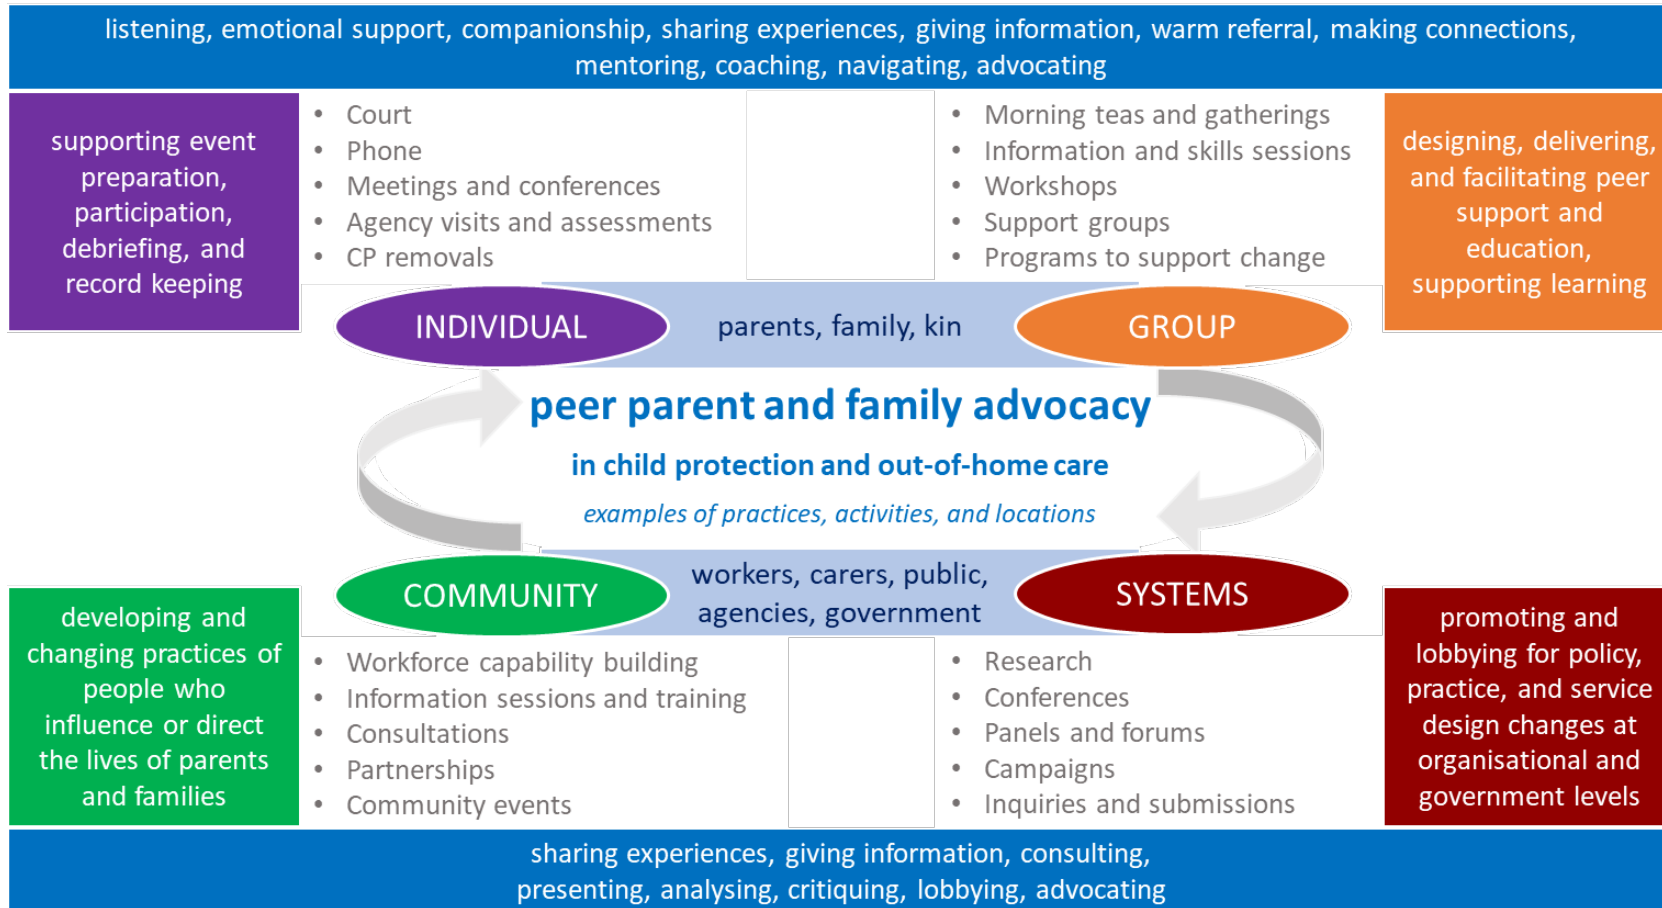 listening, emotional support, companionship, sharing experiences, giving information, warm referral, making connections,
mentoring, coaching, navigating, advocating
supporting event
preparation,
participation,
debriefing, and
record keeping
• Court
• Phone
• Meetings and conferences
• Agency visits and assessments
• CP removals
• Morning teas and gatherings
• Information and skills sessions
• Workshops
• Support groups
• Programs to support change
designing, delivering,
and facilitating peer
support and
education,
supporting learning
INDIVIDUAL
parents, family, kin
GROUP
peer parent and family advocacy
in child protection and out-of-home care
examples of practices, activities, and locations
COMMUNITY
workers, carers, public,
agencies, government
SYSTEMS
developing and
changing practices of
people who
influence or direct
the lives of parents
and families
• Workforce capability building
• Information sessions and training
• Consultations
• Partnerships
• Community events
• Research
• Conferences
• Panels and forums
• Campaigns
• Inquiries and submissions
promoting and
lobbying for policy,
practice, and service
design changes at
organisational and
government levels
sharing experiences, giving information, consulting,
presenting, analysing, critiquing, lobbying, advocating